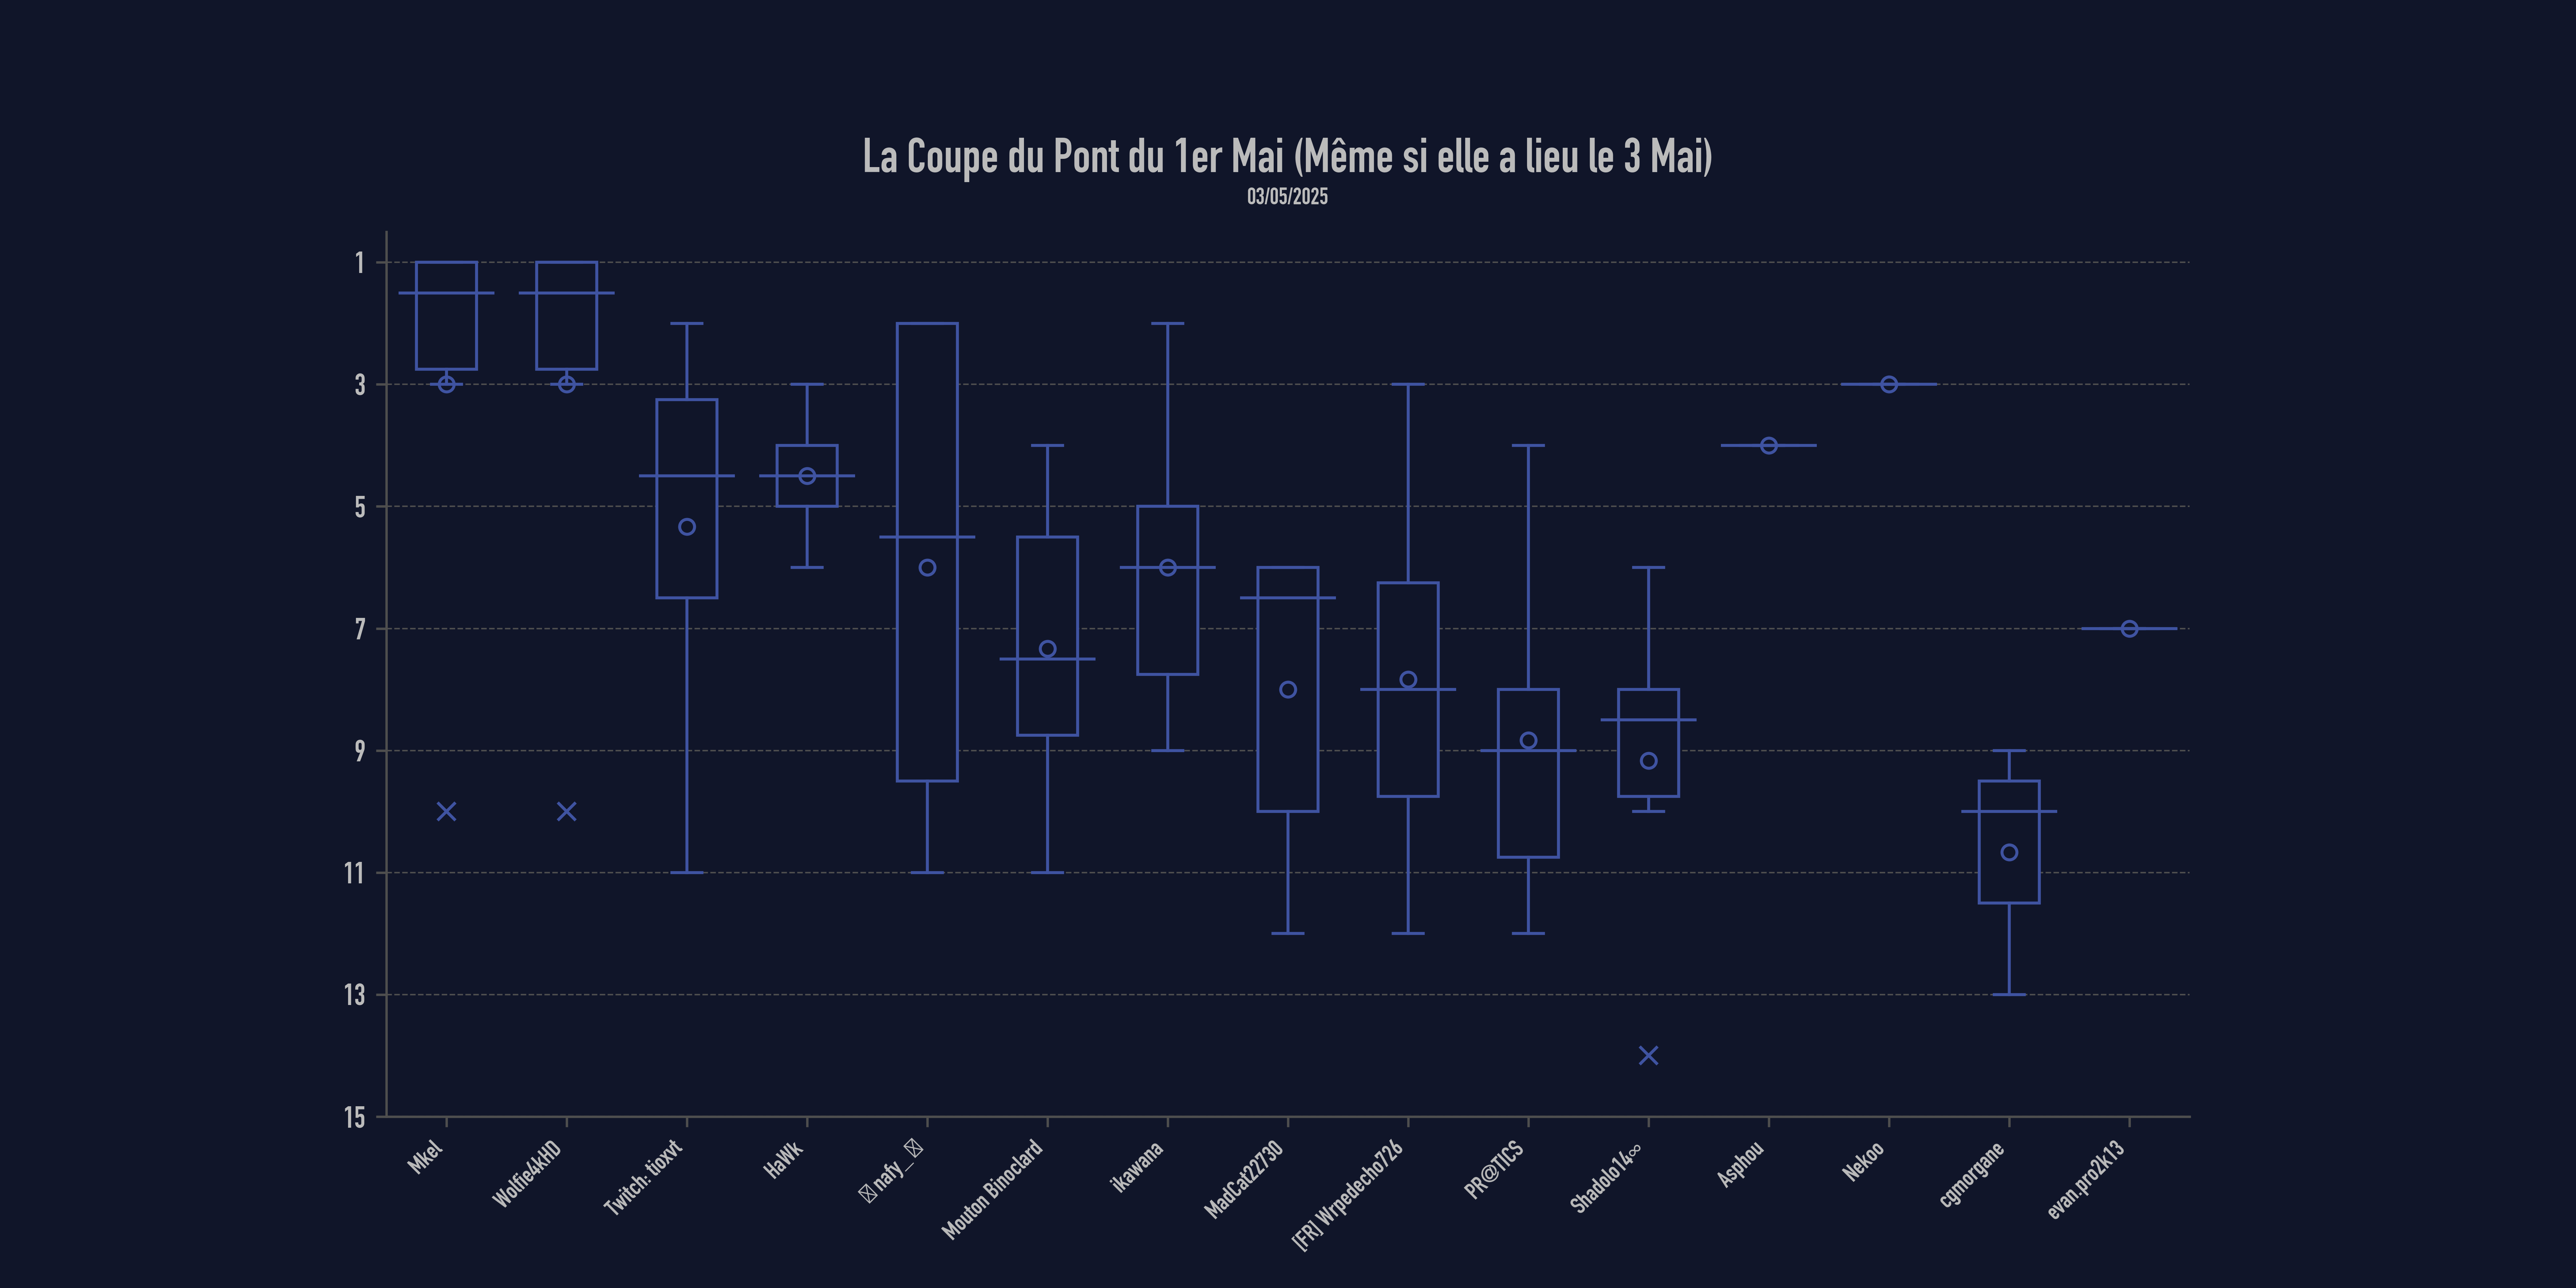 La Coupe du Pont du 1er Mai (Même si elle a lieu le 3 Mai)
03/05/2025
1
3
5
7
9
11
13
15
Mkel
Wolfie4kHD
Twitch: tioxvt
HaWk
nafy_
Mouton Binoclard
ikawana
MadCat22730
[FR] Wrpedecho726
PR@TICS
Shadolo14∞
Asphou
Nekoo
cgmorgane
evan.pro2k13